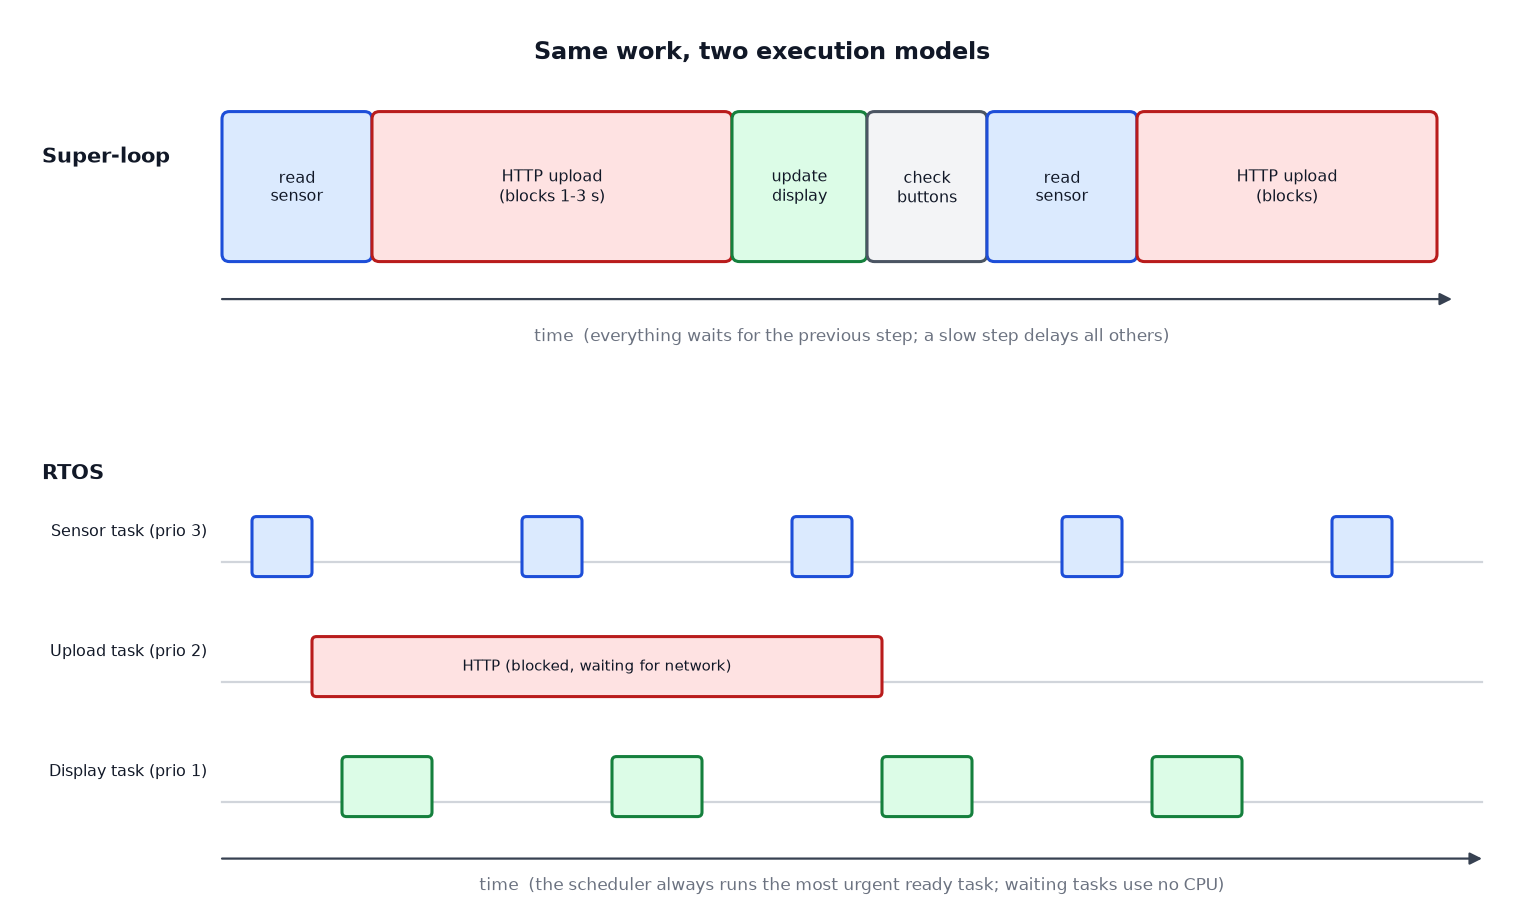 Same work, two execution models
Super-loop
read
sensor
HTTP upload
(blocks 1-3 s)
update
display
check
buttons
read
sensor
HTTP upload
(blocks)
time  (everything waits for the previous step; a slow step delays all others)
RTOS
Sensor task (prio 3)
Upload task (prio 2)
HTTP (blocked, waiting for network)
Display task (prio 1)
time  (the scheduler always runs the most urgent ready task; waiting tasks use no CPU)